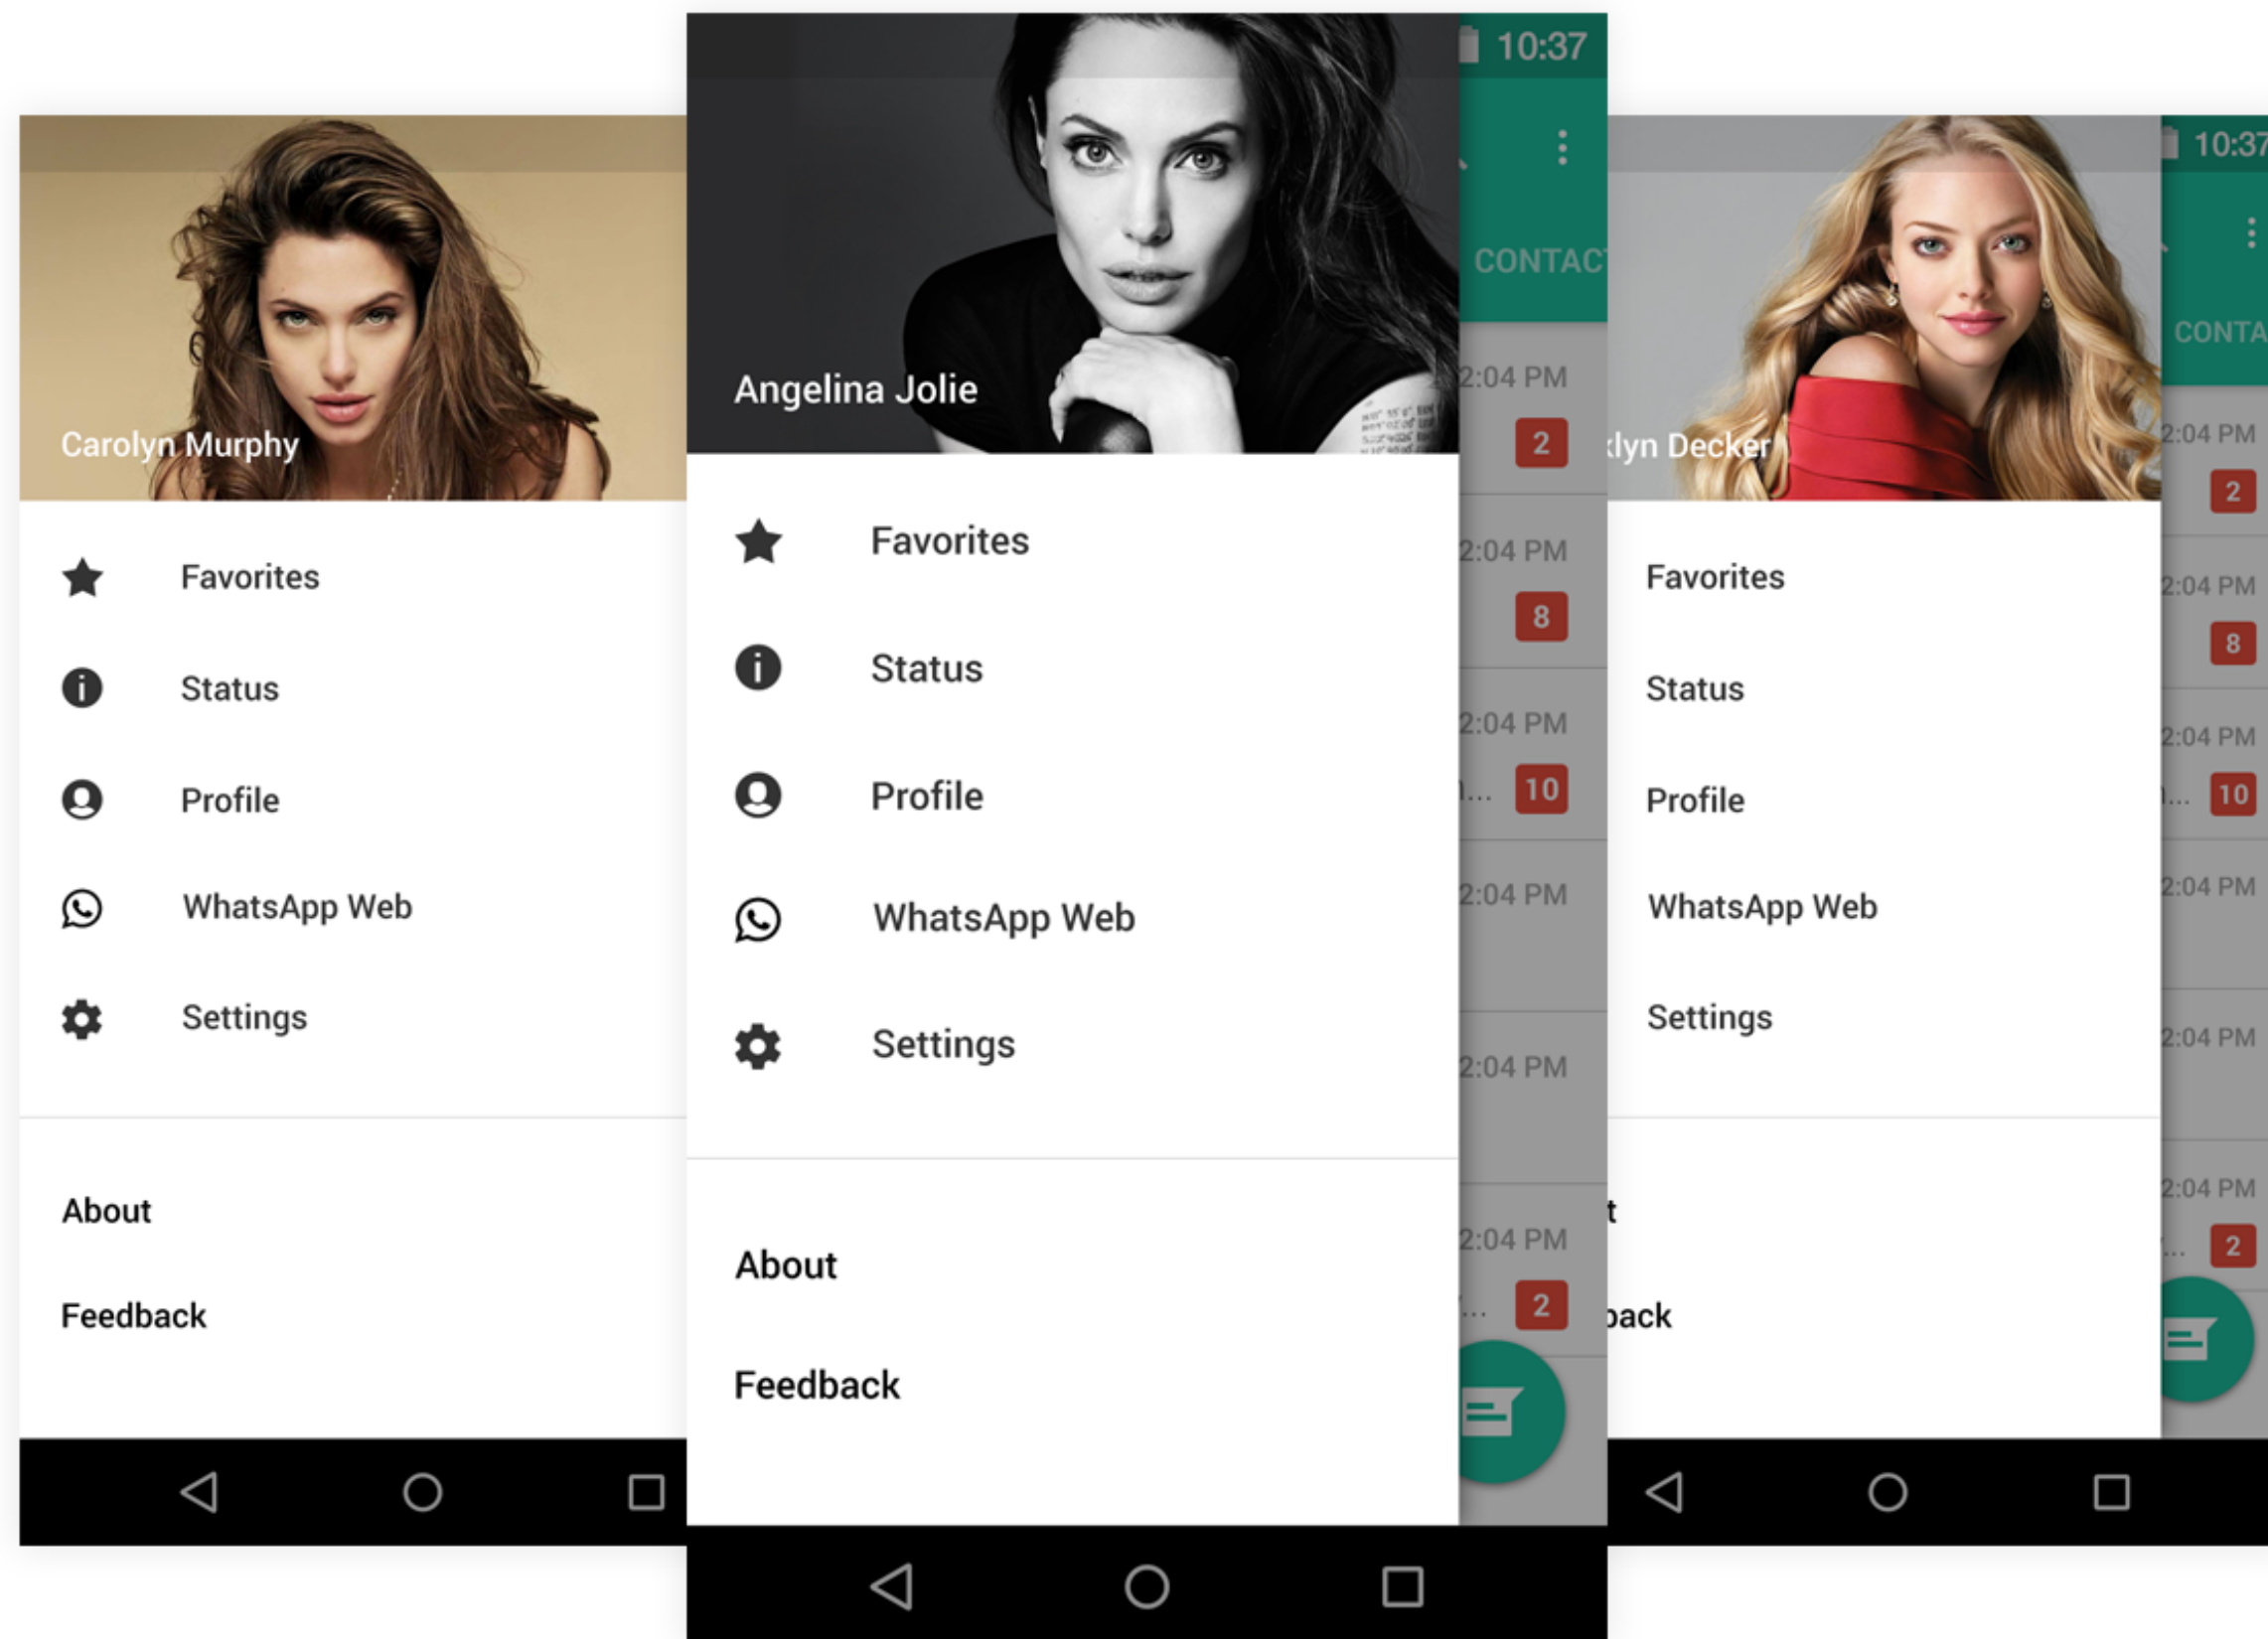 Carolyn Murphy
Favorites
Status
Profile
WhatsApp Web
Settings
About
Feedback
10:37
CONTAC
Angelina Jolie
2:04 PM
2
Favorites
2:04 PM
8
Status
2:04 PM
10
Profile
2:04 PM
WhatsApp Web
2:04 PM
Settings
2:04 PM
2
About
Feedback
10:37
CONTA
klyn Decker
2:04 PM
2
Favorites
2:04 PM
8
Status
2:04 PM
10
Profile
2:04 PM
WhatsApp Web
2:04 PM
Settings
2:04 PM
2
t
back